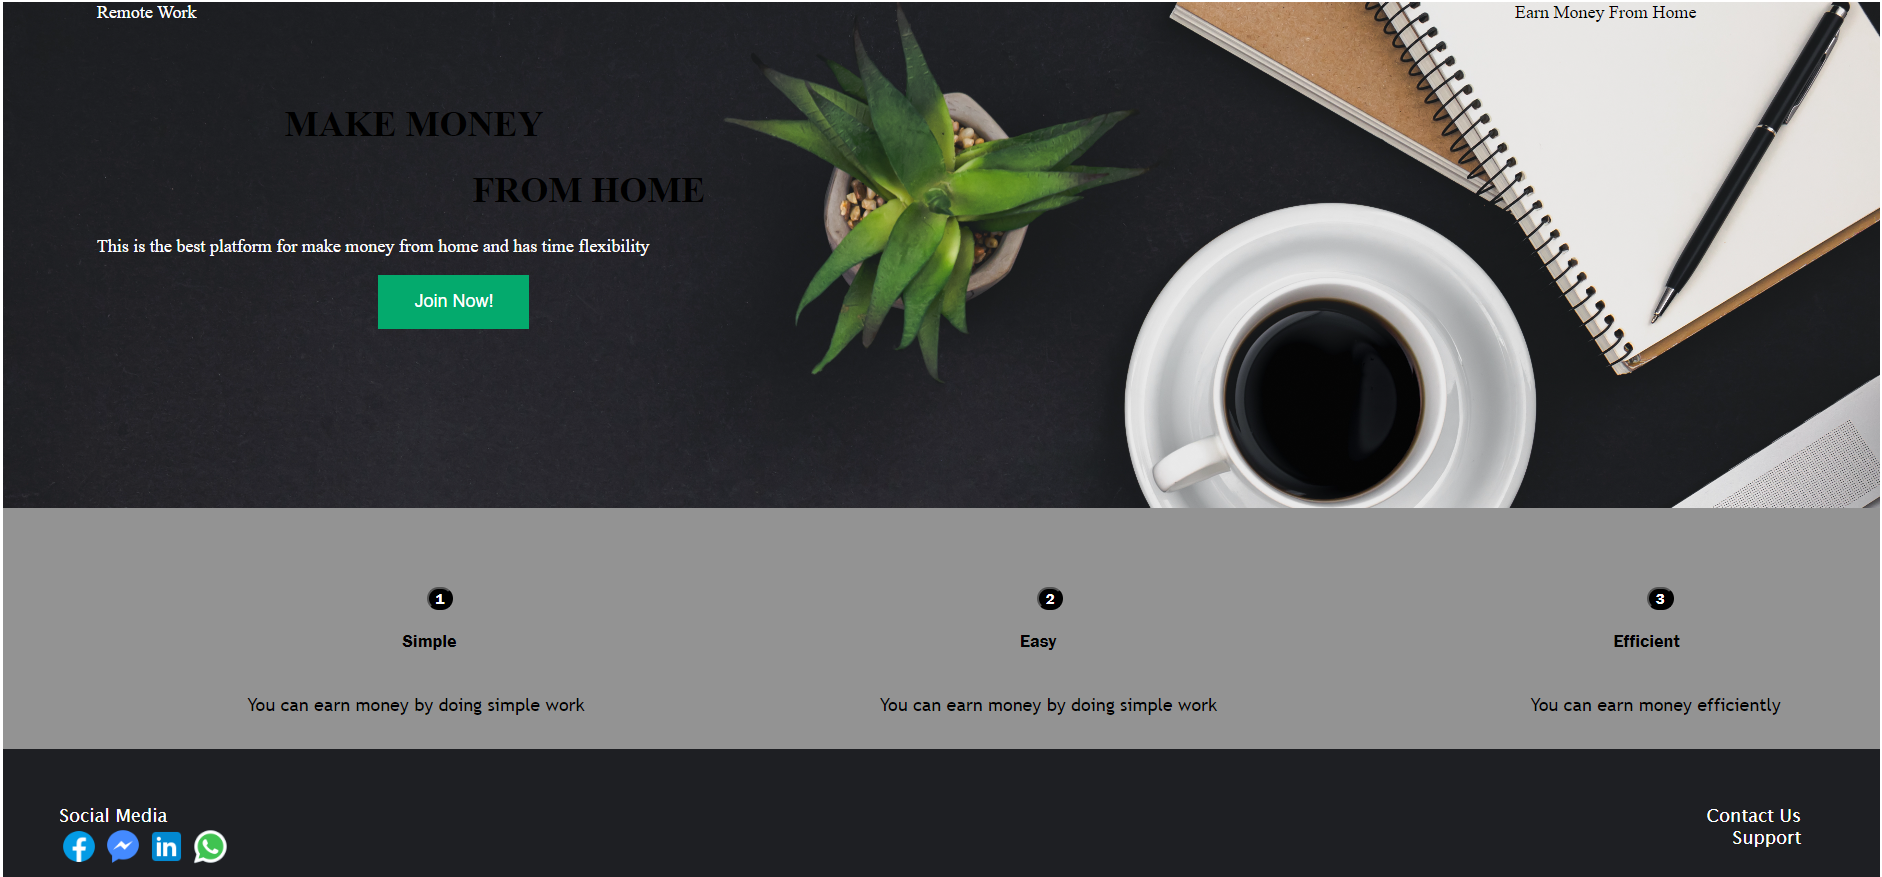 Remote Work
Earn Money From Home
MAKE MONEY
FROM HOME
This is the best platform for make money from home and has time flexibility
Join Now!
1
2
3
Simple
Easy
Efficient
You can earn money by doing simple work
You can earn money by doing simple work
You can earn money efficiently
Social Media
Contact Us
Support
in